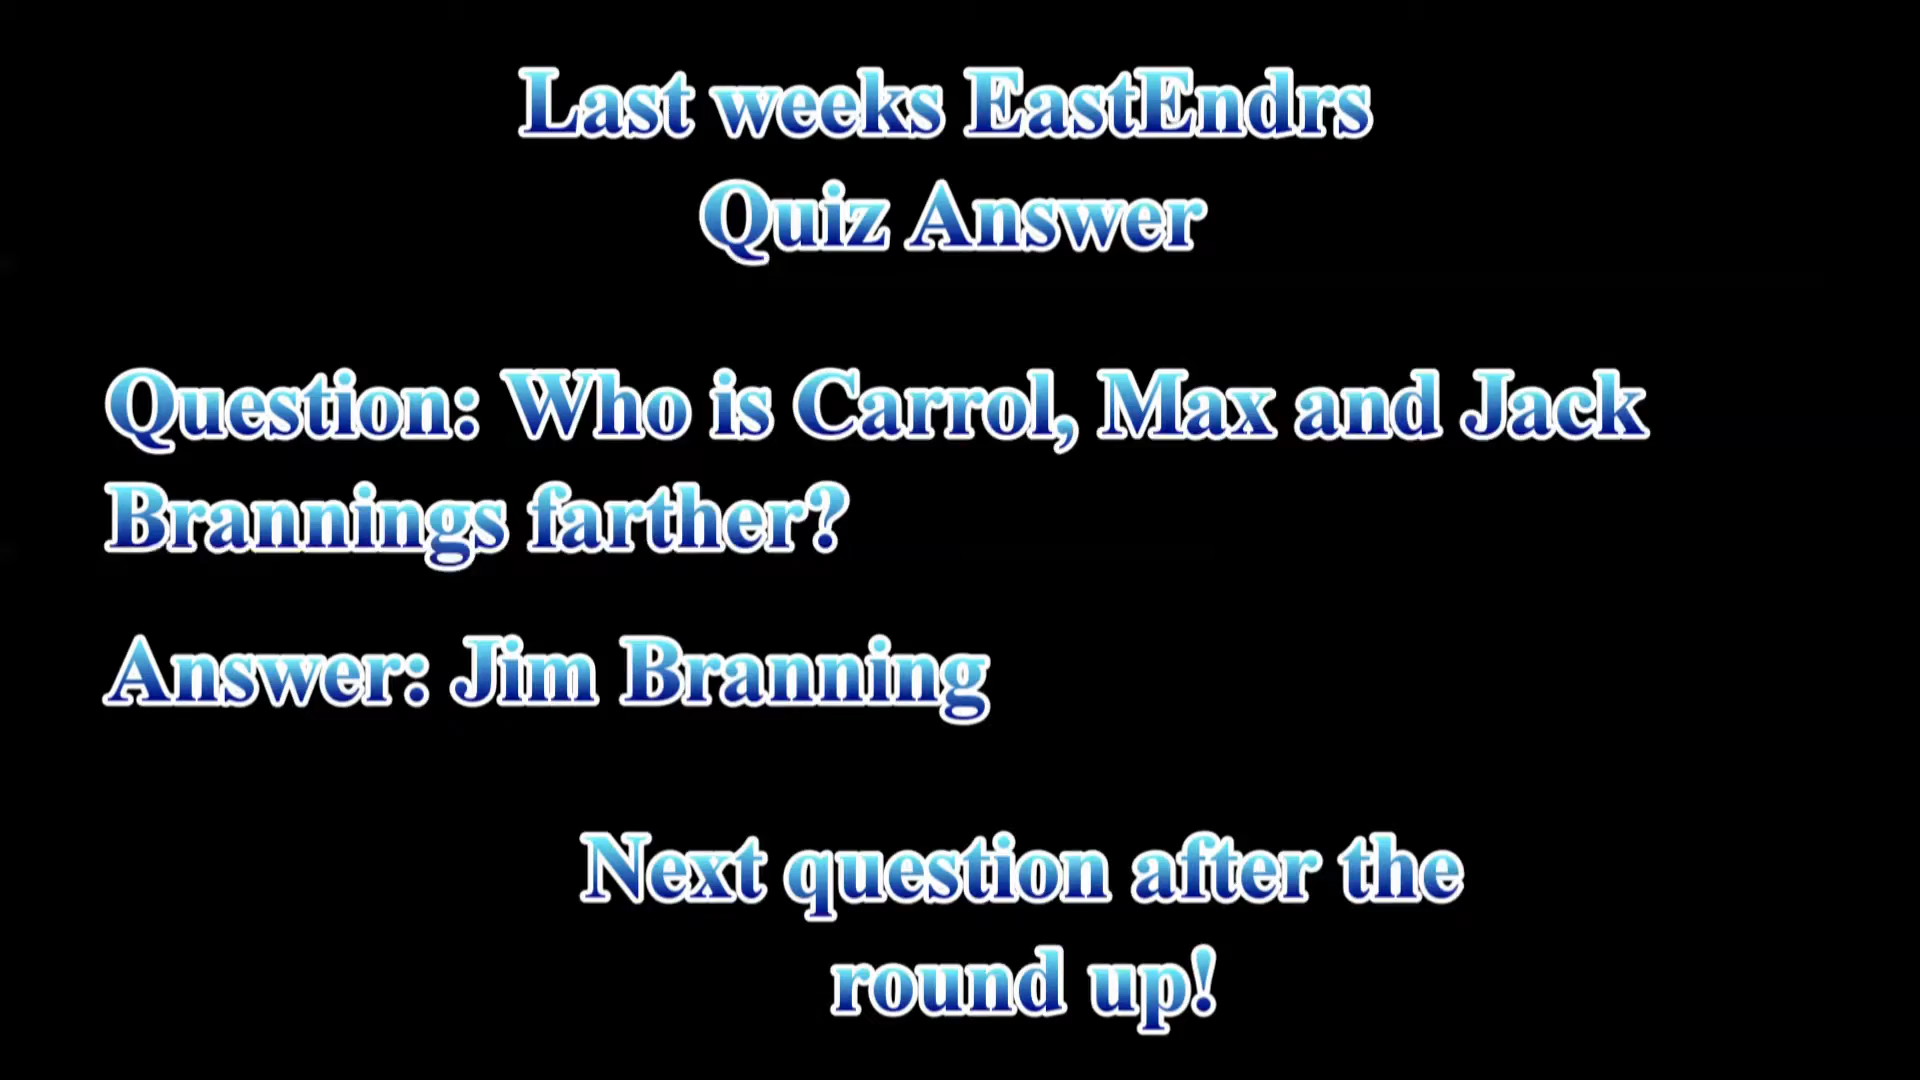 Last weeks EastEndrs
Quiz Answer
Question: Who is Carrol, Max and Jack
Brannings farther?
Answer: Jim Branning
Next question after the
round up!